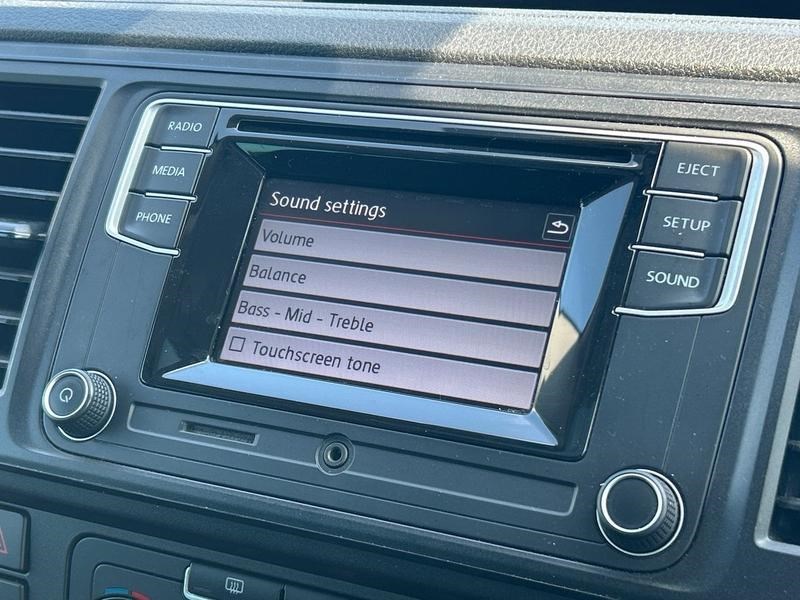 RADIO
MEDIA
PHONE
Sound settings
Volume
Balance
Bass - Mid - Treble
Touchscreen tone
EJECT
SETUP
SOUND